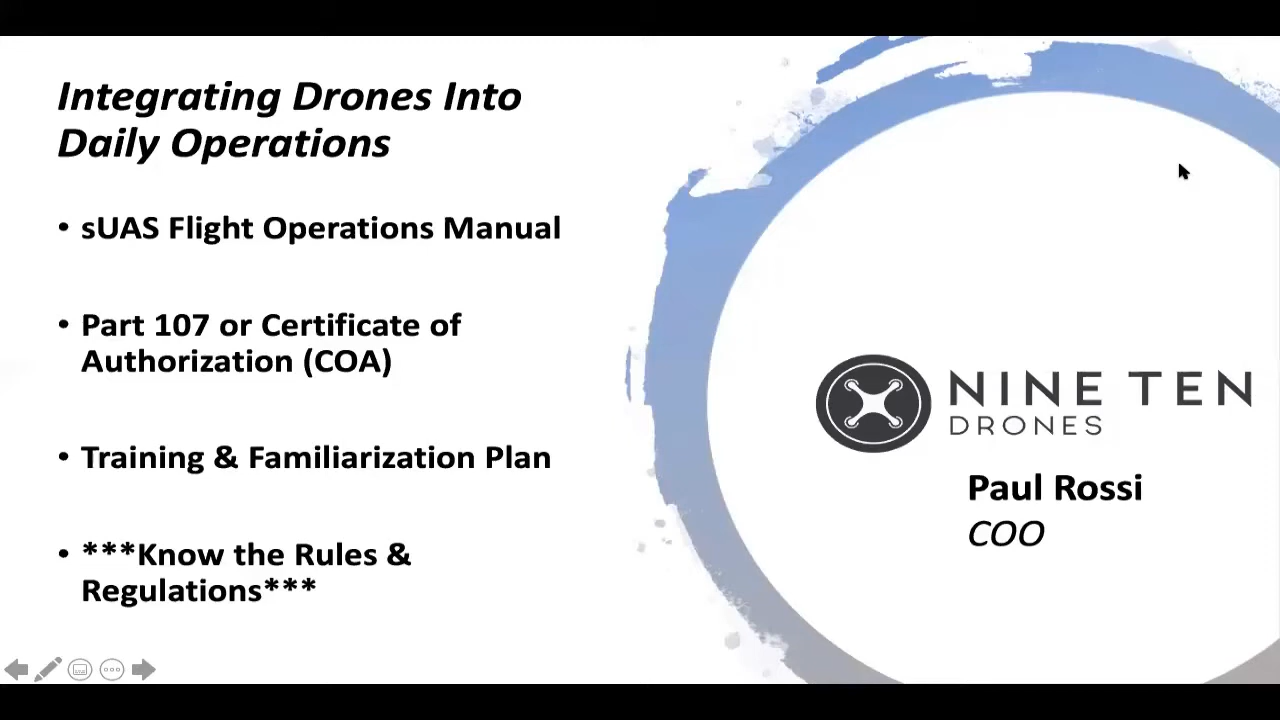 Integrating Drones Into
Daily Operations
• sUAS Flight Operations Manual
• Part 107 or Certificate of
Authorization (COA)
• Training & Familiarization Plan
• ***Know the Rules &
Regulations***
NINE TEN
DRONES
Paul Rossi
COO